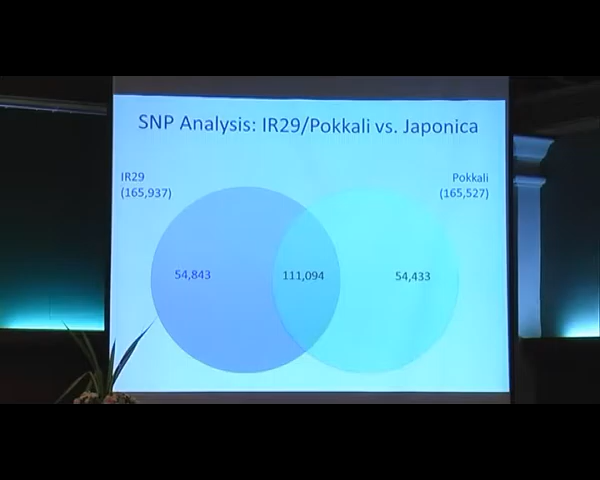 SNP Analysis: IR29/Pokkali vs. Japonica
IR29
(165,937)
Pokkali
(165,527)
54,843
111,094
54,433